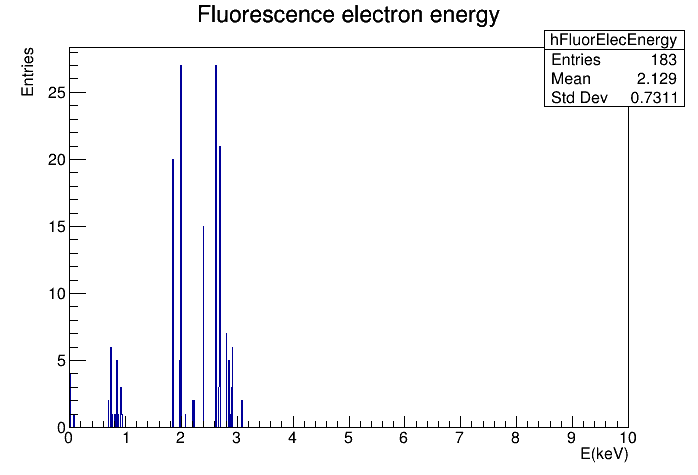 Fluorescence electron energy
hFluorElecEnergy
Entries 183
Mean 2.129
Std Dev 0.7311
Entries
25
20
15
10
5
0
0 1 2 3 4 5 6 7 8 9 10
E(keV)